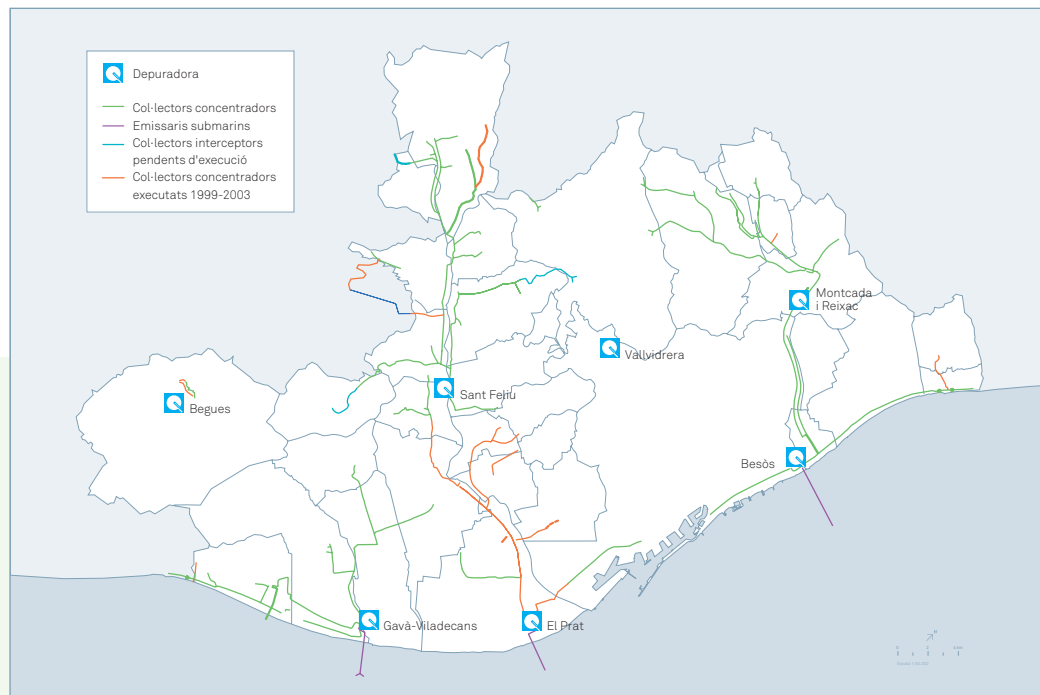 Depuradora
Col·lectors concentradors
Emissaris submarins
Col·lectors interceptors
pendents d'execució
Col·lectors concentradors
executats 1999-2003
Montcada
i Reixac
Vallvidrera
Sant Feliu
Begues
Besòs
Gavà-Viladecans
El Prat
N